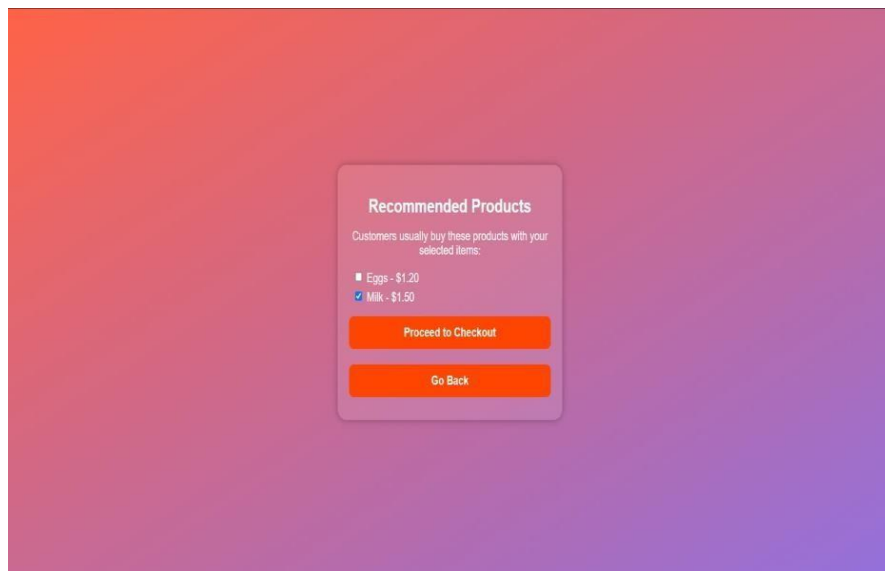 Recommended Products
Customers usually buy these products with your
selected items:
Eggs - $1.20
Milk - $1.50
Proceed to Checkout
Go Back